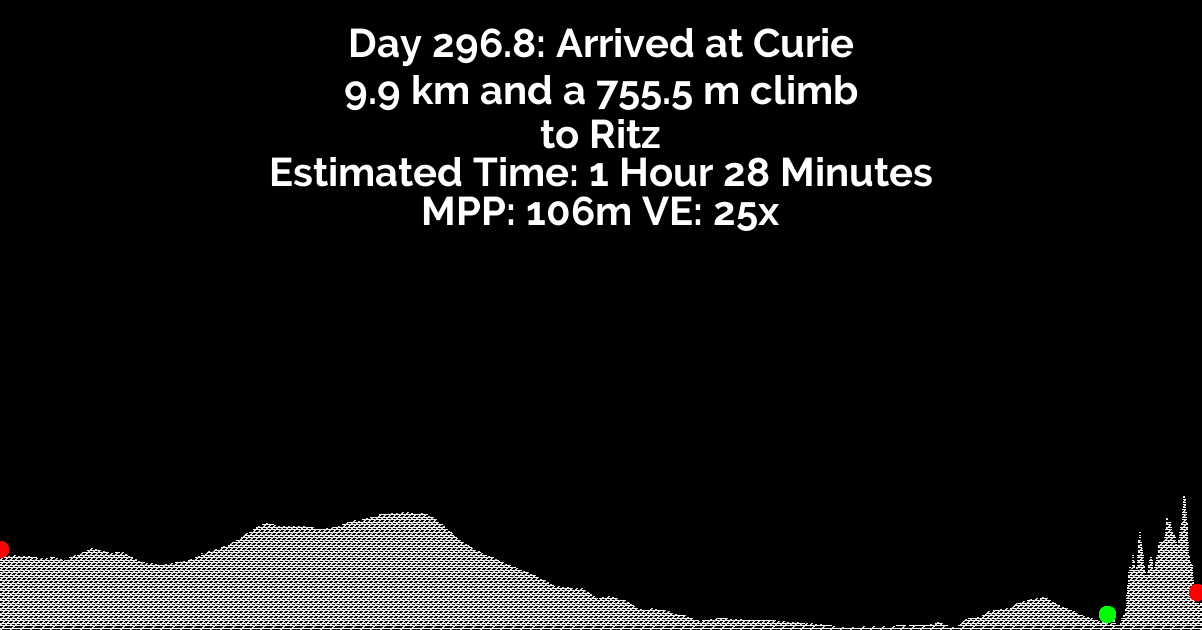 Day 296.8: Arrived at Curie
9.9 km and a 755.5 m climb
to Ritz
Estimated Time: 1 Hour 28 Minutes
MPP: 106m VE: 25x